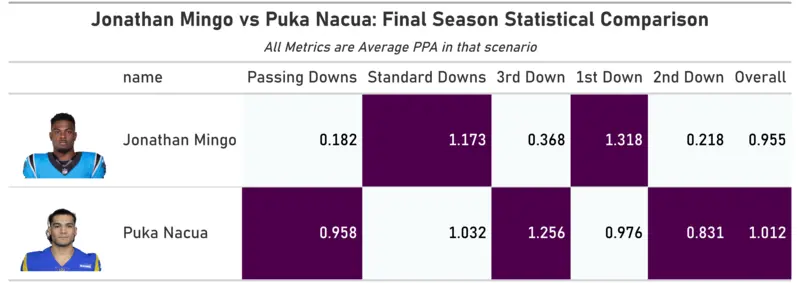 Jonathan Mingo vs Puka Nacua: Final Season Statistical Comparison
All Metrics are Average PPA in that scenario
name Passing Downs Standard Downs 3rd Down 1st Down 2nd Down Overall
Jonathan Mingo 0.182 1.173 0.368 1.318 0.218 0.955
Puka Nacua 0.958 1.032 1.256 0.976 0.831 1.012